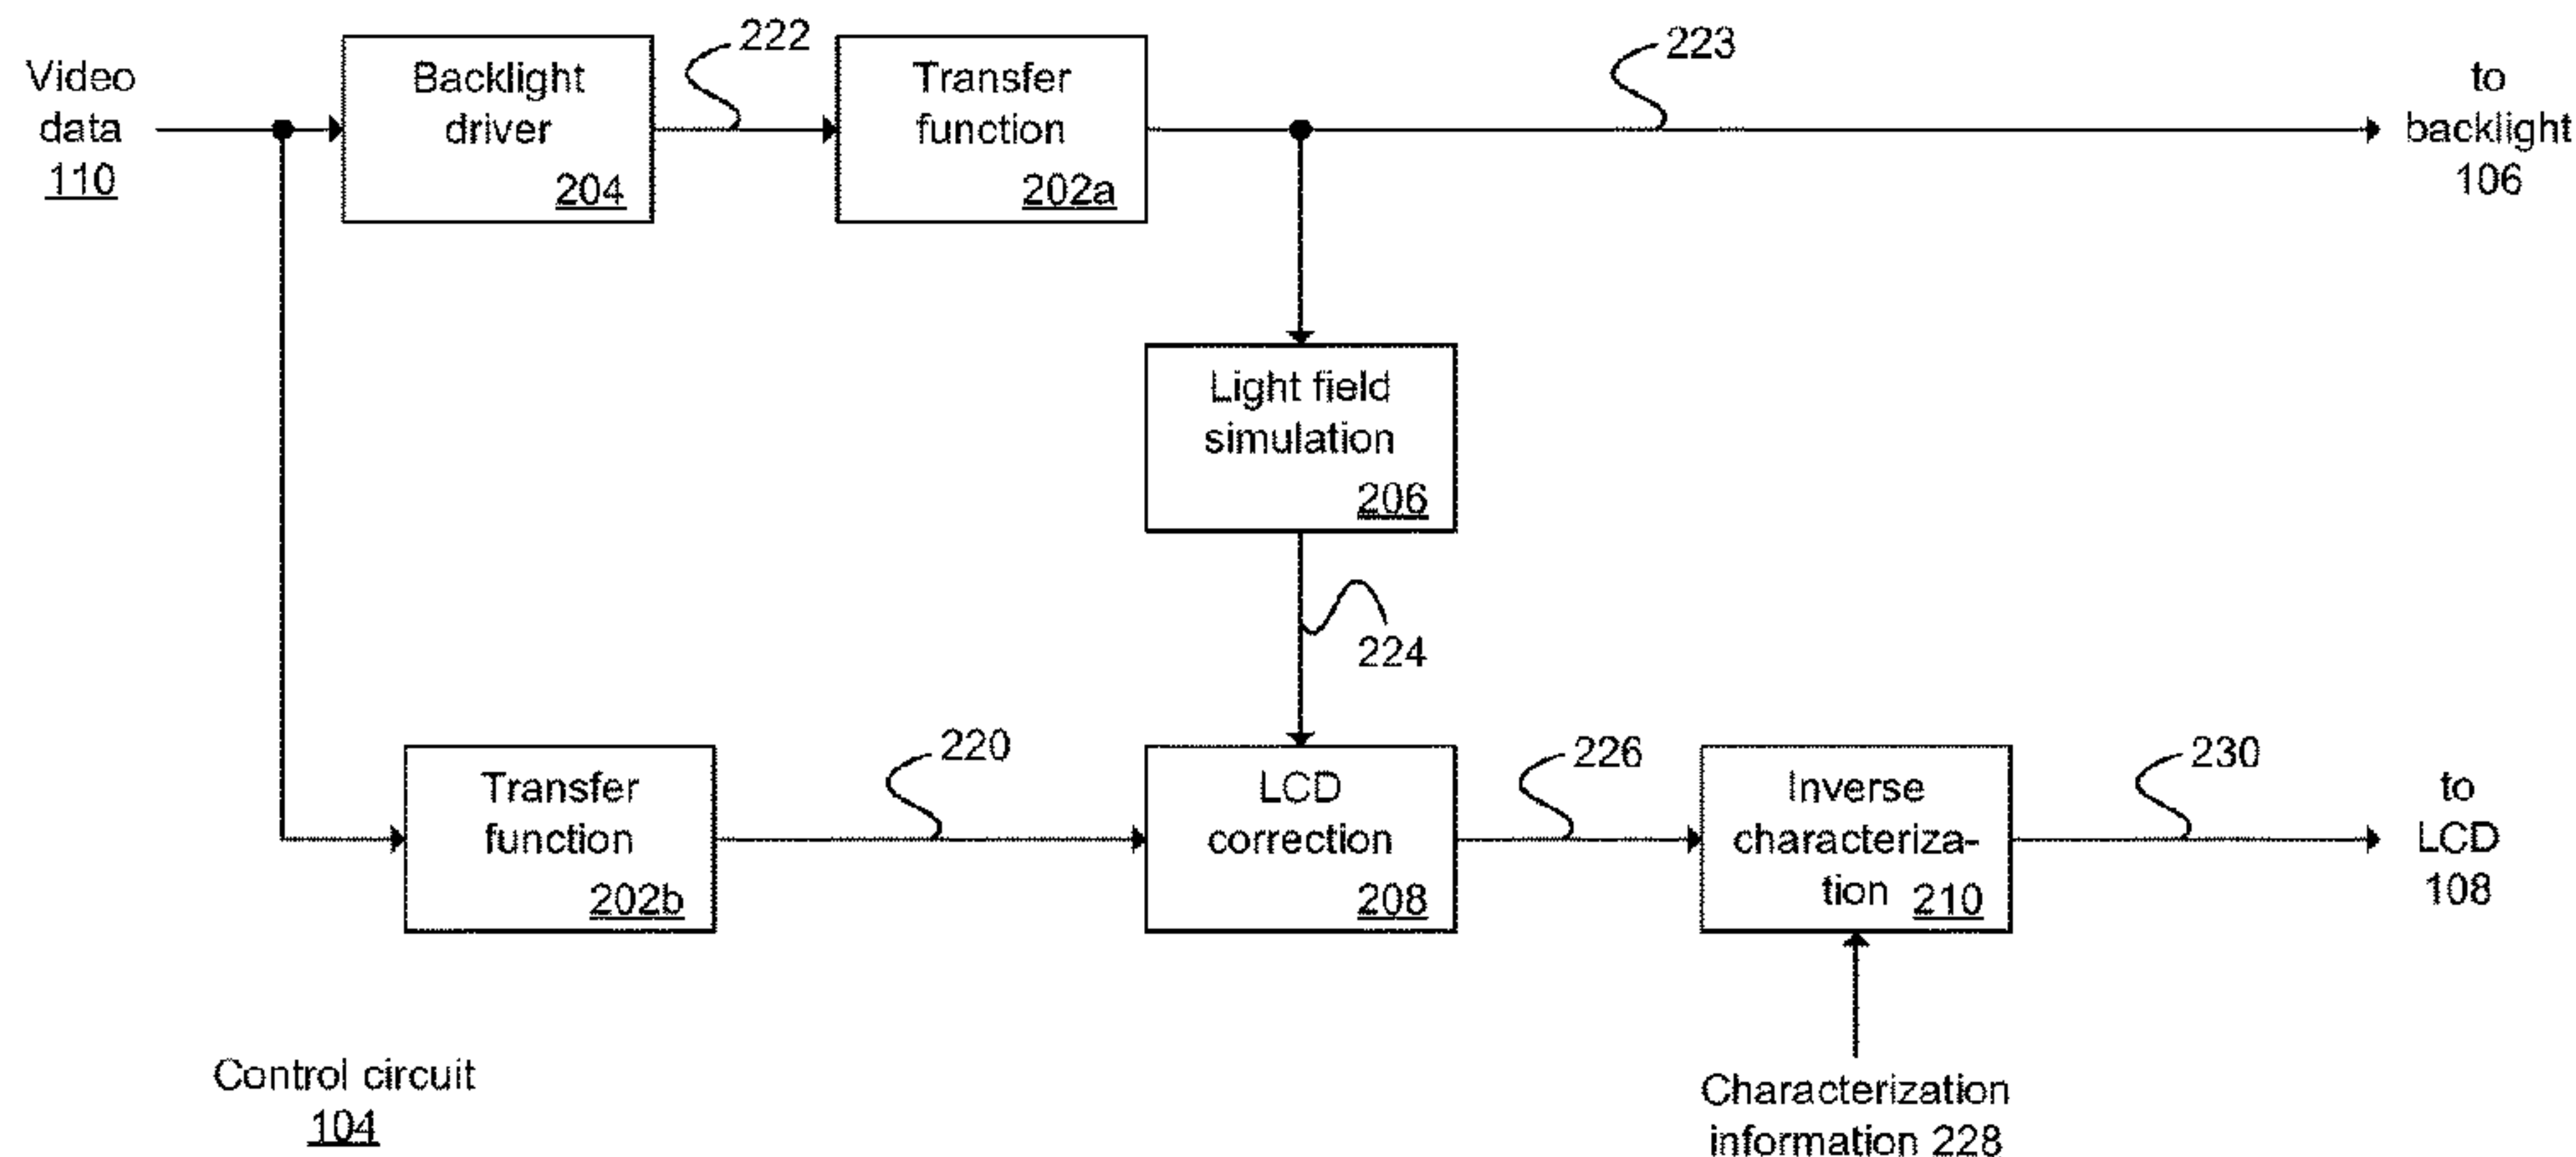 Video
data
110
Backlight
driver
204
222
Transfer
function
202a
223
to
backlight
106
Light field
simulation
206
224
Transfer
function
202b
220
LCD
correction
208
226
Inverse
characteriza-
tion 210
230
to
LCD
108
Control circuit
104
Characterization
information 228